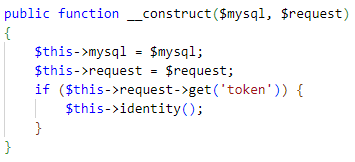 public function __construct($mysql, $request)
{
    $this->mysql = $mysql;
    $this->request = $request;
    if ($this->request->get('token')) {
        $this->identity();
    }
}